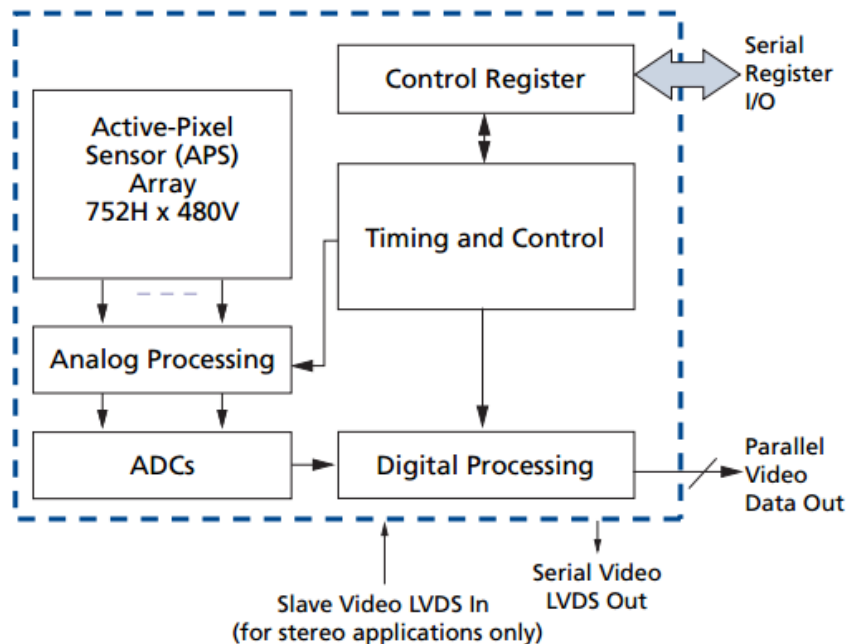 Control Register
Serial
Register
I/O
Active-Pixel
Sensor (APS)
Array
752H x 480V
Timing and Control
Analog Processing
ADCs
Digital Processing
Parallel
Video
Data Out
Slave Video LVDS In
(for stereo applications only)
Serial Video
LVDS Out